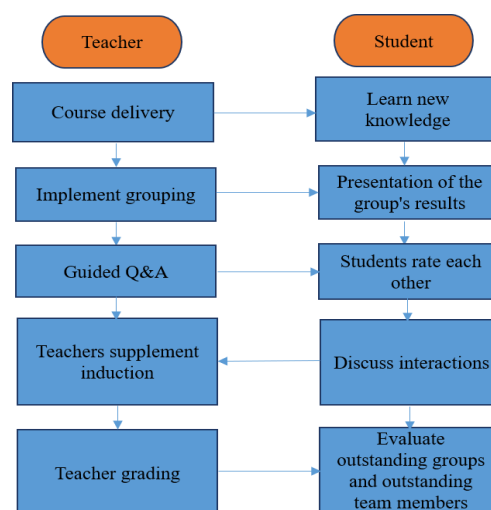 Teacher
Student
Course delivery
Learn new
knowledge
Implement grouping
Presentation of the
group's results
Guided Q&A
Students rate each
other
Teachers supplement
induction
Discuss interactions
Teacher grading
Evaluate
outstanding groups
and outstanding
team members